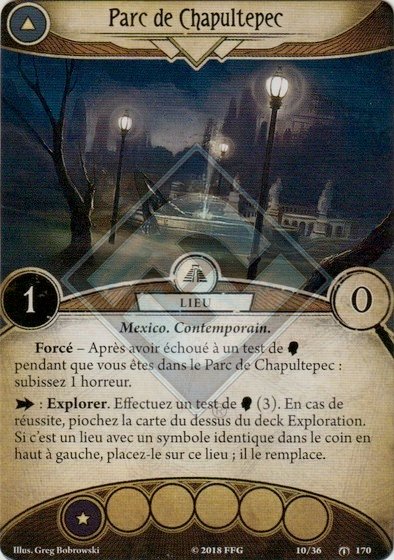 Parc de Chapultepec
1
LIEU
0
Mexico. Contemporain.
Forcé – Après avoir échoué à un test de
pendant que vous êtes dans le Parc de Chapultepec :
subissez 1 horreur.
: Explorer. Effectuez un test de (3). En cas de
réussite, piochez la carte du dessus du deck Exploration.
Si c'est un lieu avec un symbole identique dans le coin en
haut à gauche, placez-le sur ce lieu ; il le remplace.
Illus. Greg Bobrowski
© 2018 FFG
10/36
170